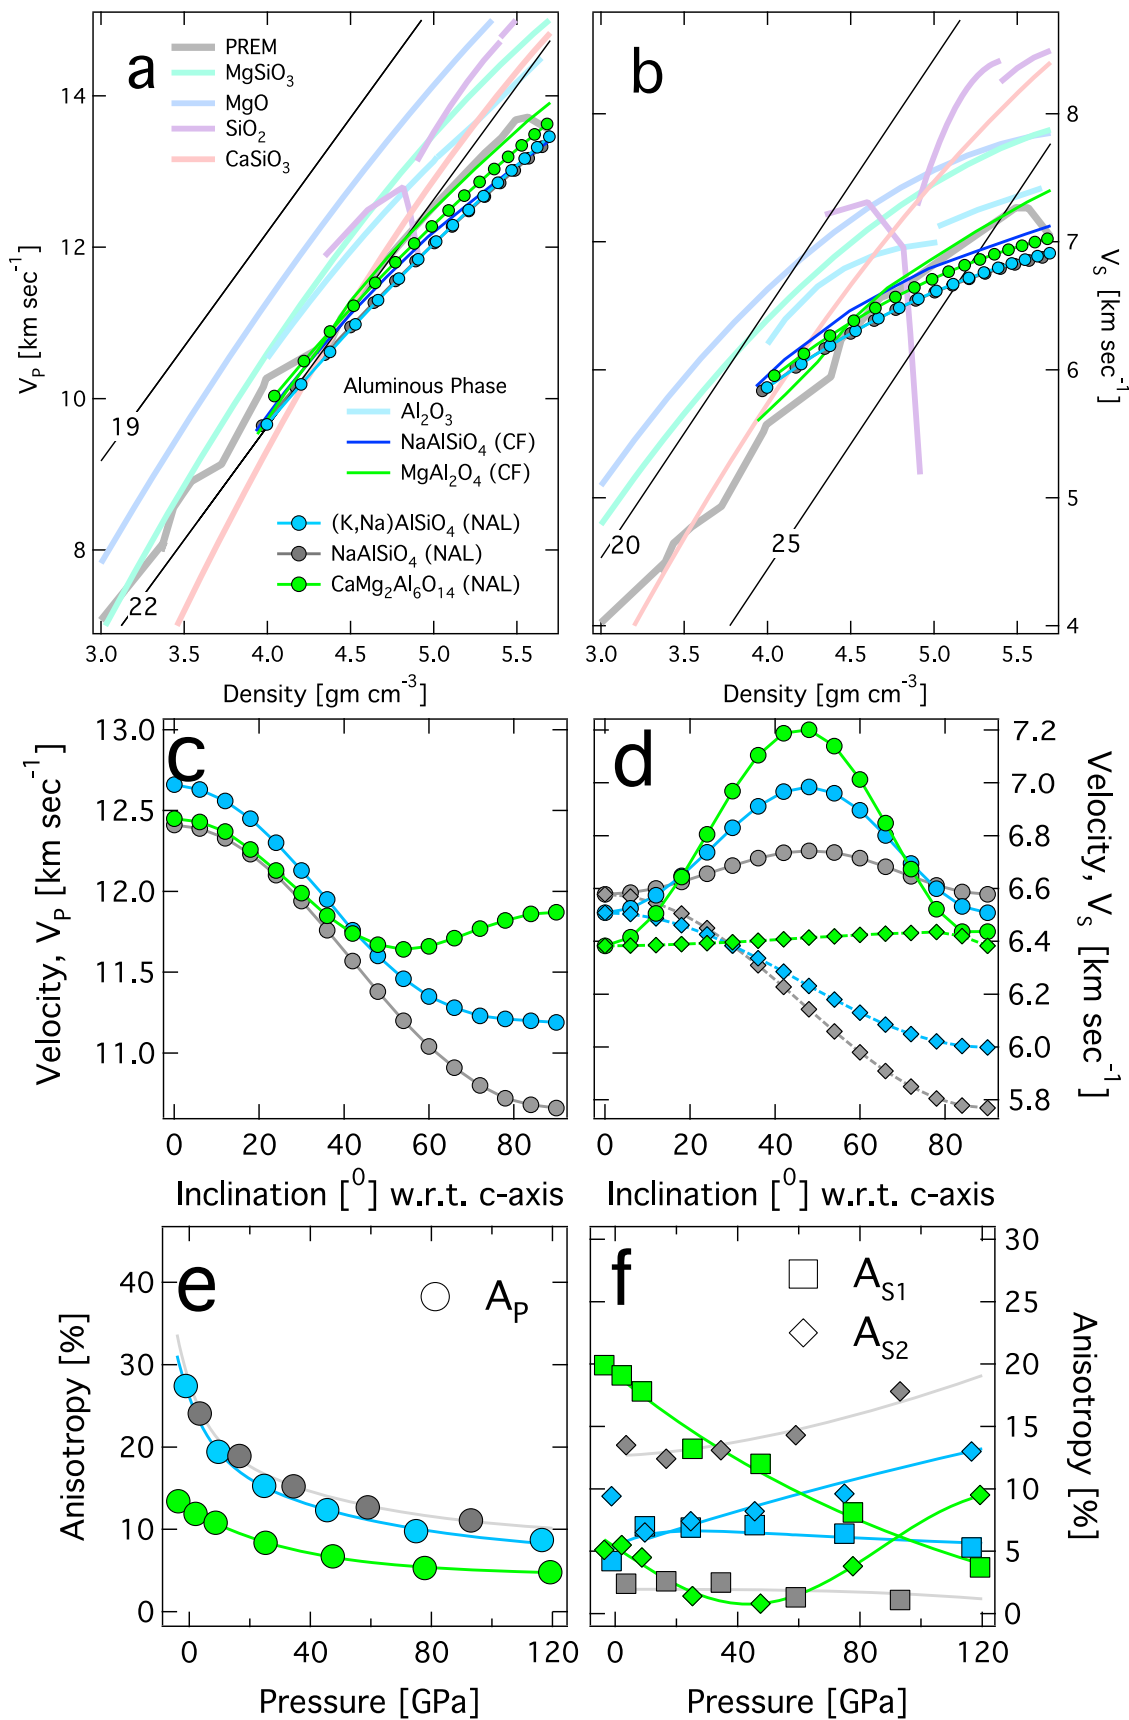 a
PREM
MgSiO₃
MgO
SiO₂
CaSiO₃
14
12
10
8
V_P [km sec⁻¹]
19
22
Aluminous Phase
Al₂O₃
NaAlSiO₄ (CF)
MgAl₂O₄ (CF)
(K,Na)AlSiO₄ (NAL)
NaAlSiO₄ (NAL)
CaMg₂Al₆O₁₄ (NAL)
3.0 3.5 4.0 4.5 5.0 5.5
Density [gm cm⁻³]
b
8
7
6
5
4
V_S [km sec⁻¹]
20
25
3.0 3.5 4.0 4.5 5.0 5.5
Density [gm cm⁻³]
c
13.0
12.5
12.0
11.5
11.0
Velocity, V_P [km sec⁻¹]
0 20 40 60 80
Inclination [⁰] w.r.t. c-axis
d
7.2
7.0
6.8
6.6
6.4
6.2
6.0
5.8
Velocity, V_S [km sec⁻¹]
0 20 40 60 80
Inclination [⁰] w.r.t. c-axis
e
A_P
40
30
20
10
0
Anisotropy [%]
0 40 80 120
Pressure [GPa]
f
A_S1
A_S2
30
25
20
15
10
5
0
Anisotropy [%]
0 40 80 120
Pressure [GPa]